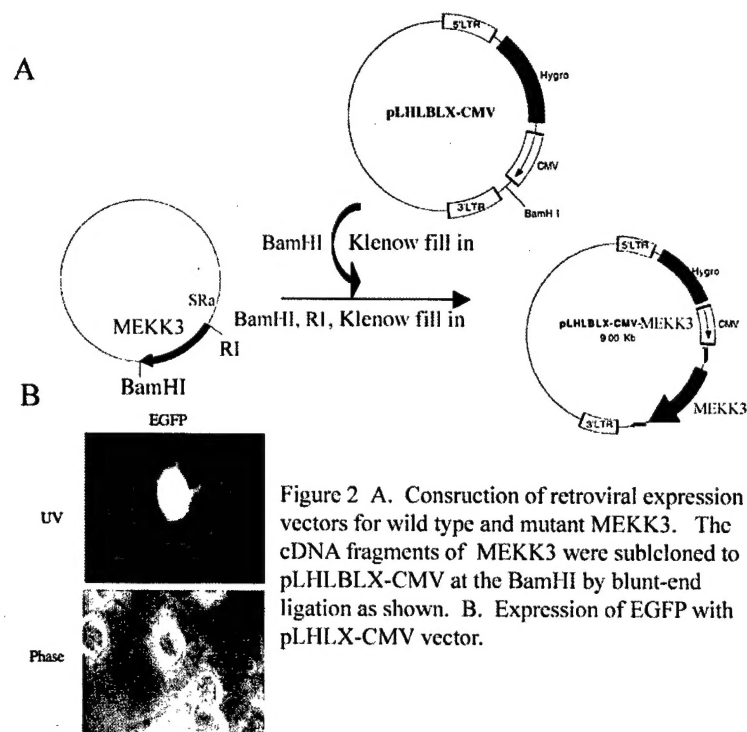 A
5'LTR
Hygro
pLHLBLX-CMV
CMV
3'LTR
BamH I
BamHI
Klenow fill in
SRa
MEKK3
RI
BamHI
BamHI, RI, Klenow fill in
5'LTR
Hygro
pLHLBLX-CMV-MEKK3
9.00 Kb
CMV
MEKK3
3'LTR
B
EGFP
UV
Phase
Figure 2 A. Consruction of retroviral expression
vectors for wild type and mutant MEKK3. The
cDNA fragments of MEKK3 were sublcloned to
pLHLBLX-CMV at the BamHI by blunt-end
ligation as shown. B. Expression of EGFP with
pLHLX-CMV vector.